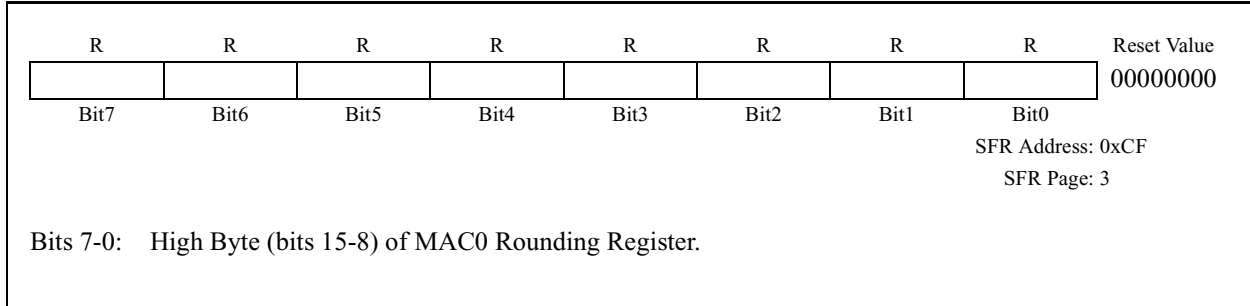 R R R R R R R R Reset Value
00000000
Bit7 Bit6 Bit5 Bit4 Bit3 Bit2 Bit1 Bit0
SFR Address: 0xCF
SFR Page: 3
Bits 7-0: High Byte (bits 15-8) of MAC0 Rounding Register.